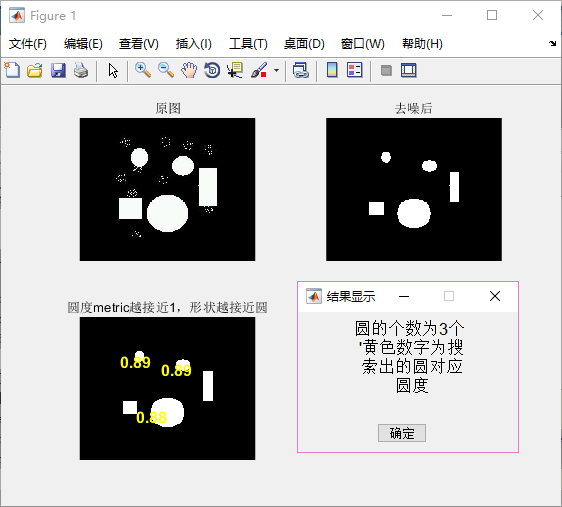 Figure 1
文件(F) 编辑(E) 查看(V) 插入(I) 工具(T) 桌面(D) 窗口(W) 帮助(H)
原图
去噪后
圆度metric越接近1，形状越接近圆
0.89
0.89
0.88
结果显示
圆的个数为3个
'黄色数字为搜
索出的圆对应
圆度
确定